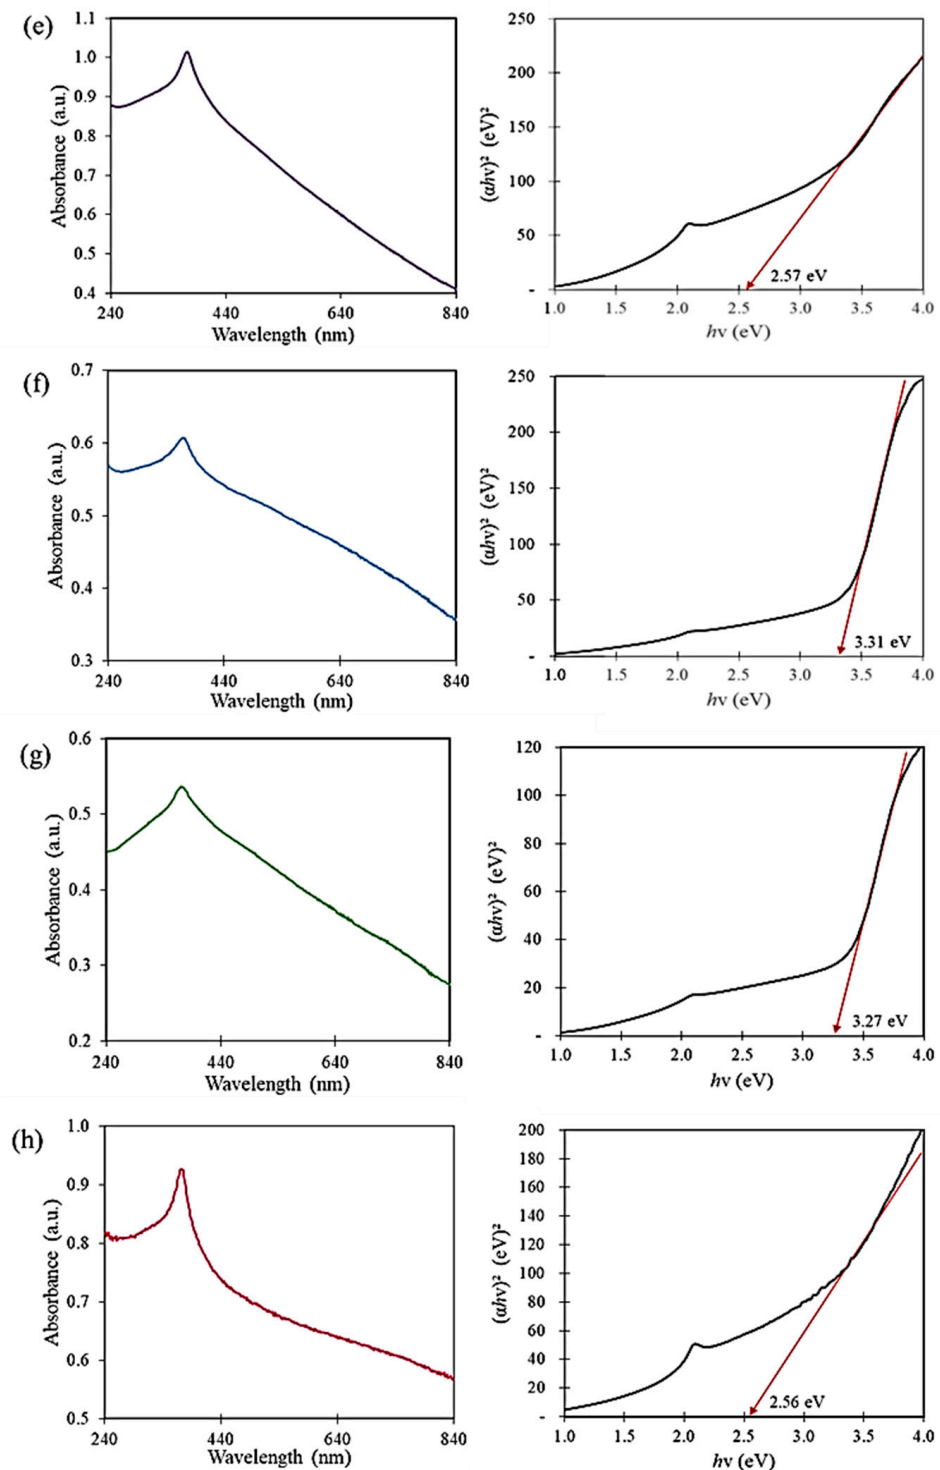 (e)
1.1
1.0
0.9
0.8
0.7
0.6
0.5
0.4
Absorbance (a.u.)
240 440 640 840
Wavelength (nm)
250
200
150
100
50
-
(αhν)² (eV)²
2.57 eV
1.0 1.5 2.0 2.5 3.0 3.5 4.0
hν (eV)
(f)
0.7
0.6
0.5
0.4
0.3
Absorbance (a.u.)
240 440 640 840
Wavelength (nm)
250
200
150
100
50
-
(αhν)² (eV)²
3.31 eV
1.0 1.5 2.0 2.5 3.0 3.5 4.0
hν (eV)
(g)
0.6
0.5
0.4
0.3
0.2
Absorbance (a.u.)
240 440 640 840
Wavelength (nm)
120
100
80
60
40
20
-
(αhν)² (eV)²
3.27 eV
1.0 1.5 2.0 2.5 3.0 3.5 4.0
hν (eV)
(h)
1.0
0.9
0.8
0.7
0.6
0.5
Absorbance (a.u.)
240 440 640 840
Wavelength (nm)
200
180
160
140
120
100
80
60
40
20
-
(αhν)² (eV)²
2.56 eV
1.0 1.5 2.0 2.5 3.0 3.5 4.0
hν (eV)